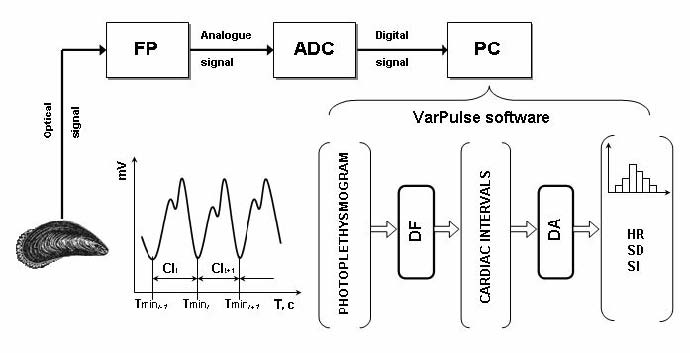 FP
Analogue
signal
ADC
Digital
signal
PC
Optical
signal
VarPulse software
mV
CIi
CIi+1
Tmini-1
Tmini
Tmini+1
T, c
PHOTOPLETHYSMOGRAM
DF
CARDIAC INTERVALS
DA
HR
SD
SI